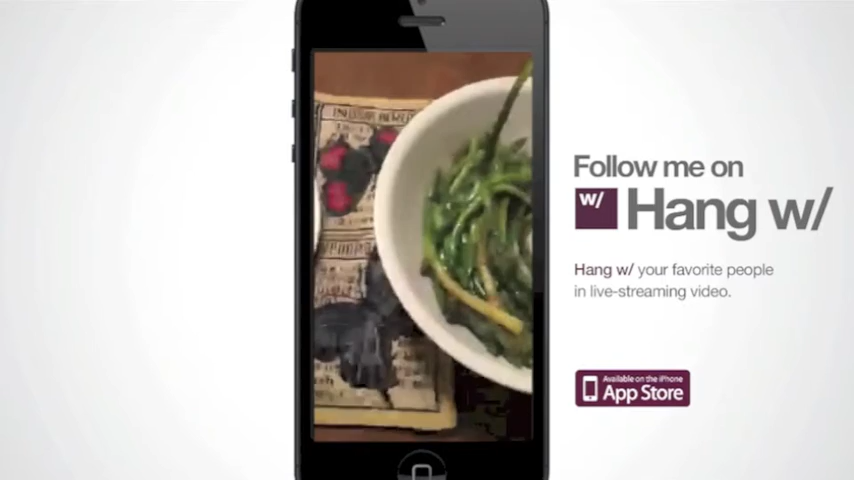 Follow me on
w/ Hang w/
Hang w/ your favorite people
in live-streaming video.
Available on the iPhone
App Store